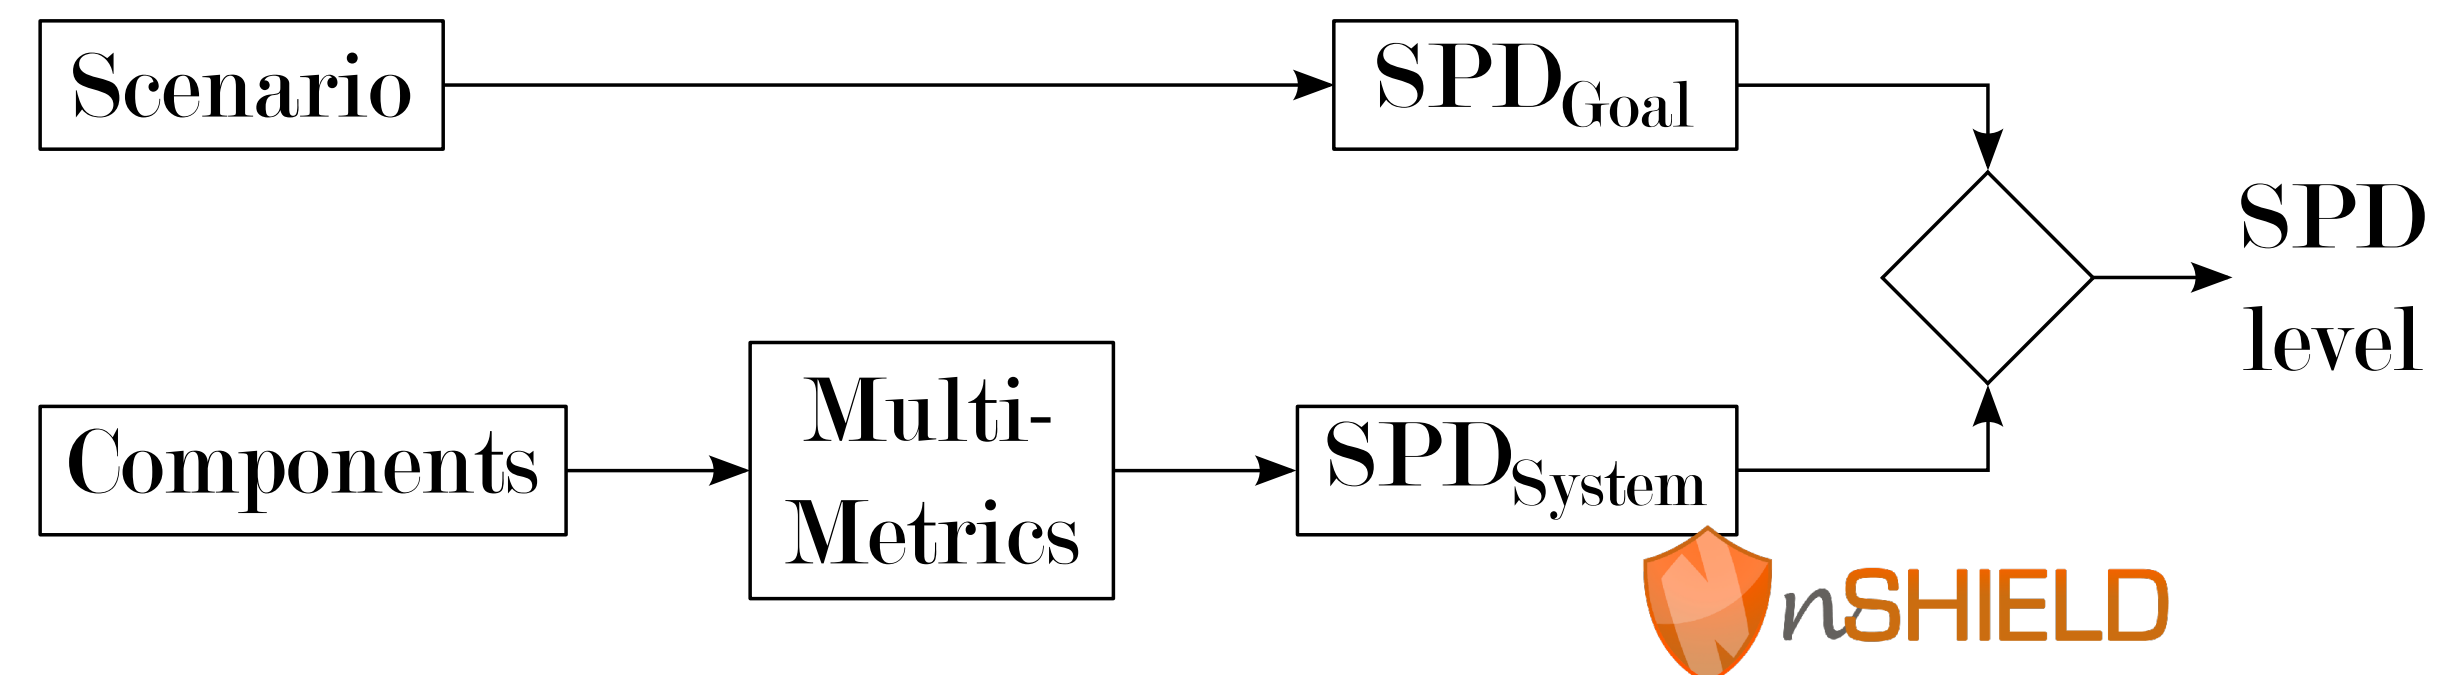 Scenario
SPDGoal
SPD
level
Components
Multi-
Metrics
SPDSystem
nSHIELD